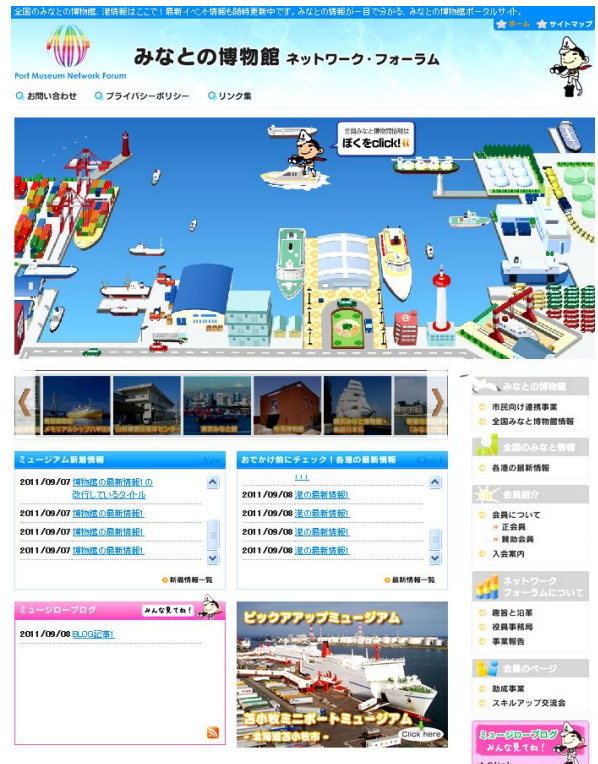 全国のみなとの博物館、港情報はここで！最新イベント情報も随時更新中です。みなとの情報が一目で分かる、みなとの博物館ポータルサイト。
ホーム サイトマップ
みなとの博物館 ネットワーク・フォーラム
Port Museum Network Forum
お問い合わせ プライバシーポリシー リンク集
全国みなと博物館情報は
ぼくをclick!
みなとの博物館
市民向け連携事業
全国みなと博物館情報
全国のみなと情報
各港の最新情報
会員紹介
会員について
正会員
賛助会員
入会案内
ネットワーク
フォーラムについて
趣旨と沿革
役員事務局
事業報告
会員のページ
助成事業
スキルアップ交流会
ミュージローブログ
みんな見てね！
ミュージアム新着情報 New
2011/09/07 博物館の最新情報1の
改行しているタイトル
2011/09/07 博物館の最新情報1
2011/09/07 博物館の最新情報1
2011/09/07 博物館の最新情報1
新着情報一覧
おでかけ前にチェック！各港の最新情報 Check
2011/09/08 港の最新情報1
2011/09/08 港の最新情報1
2011/09/08 港の最新情報1
2011/09/08 港の最新情報1
最新情報一覧
ミュージローブログ みんな見てね！
2011/09/08 BLOG記事1
ピックアアップミュージアム
苫小牧ミニポートミュージアム
- 北海道苫小牧市 -
Click here